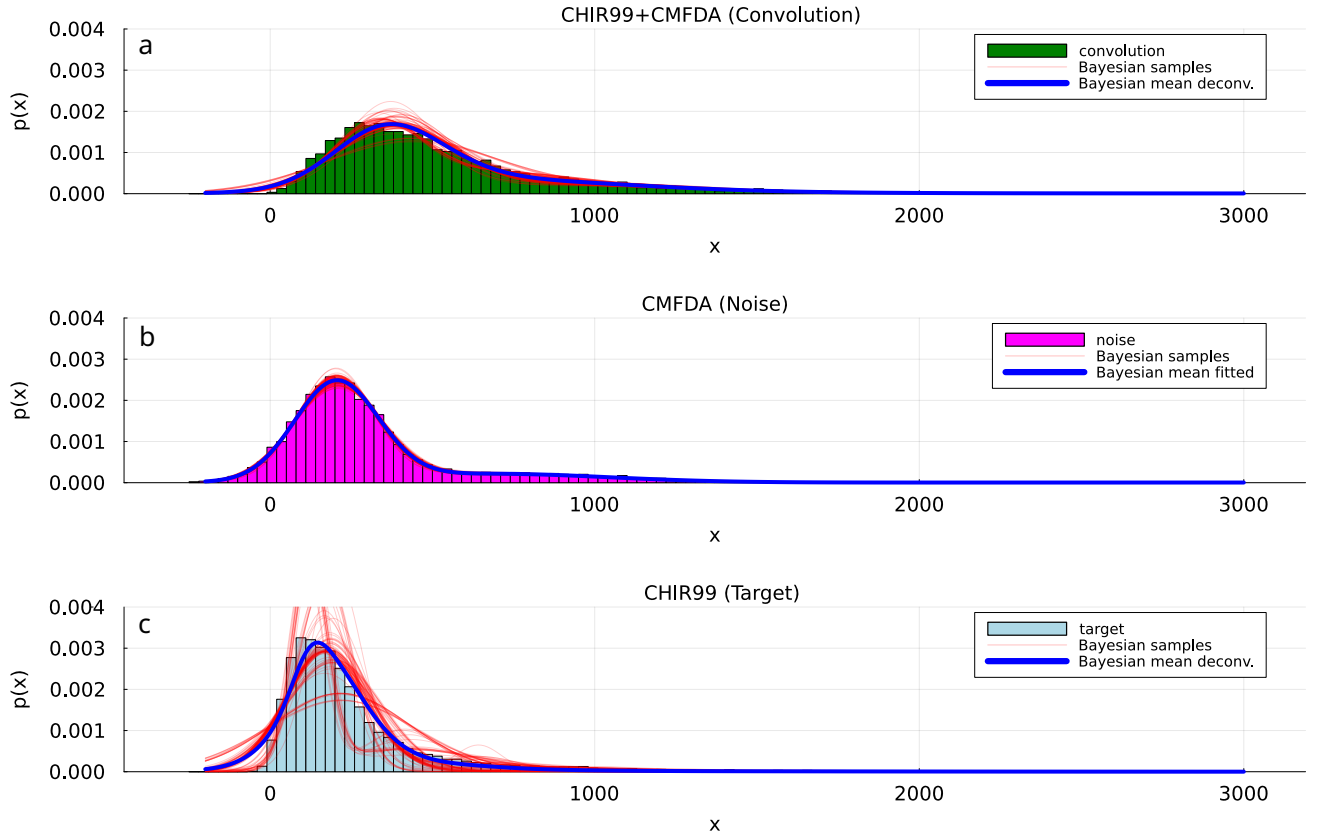 CHIR99+CMFDA (Convolution)
a
0.004
0.003
0.002
0.001
0.000
p(x)
convolution
Bayesian samples
Bayesian mean deconv.
0 1000 2000 3000
x
CMFDA (Noise)
b
0.004
0.003
0.002
0.001
0.000
p(x)
noise
Bayesian samples
Bayesian mean fitted
0 1000 2000 3000
x
CHIR99 (Target)
c
0.004
0.003
0.002
0.001
0.000
p(x)
target
Bayesian samples
Bayesian mean deconv.
0 1000 2000 3000
x